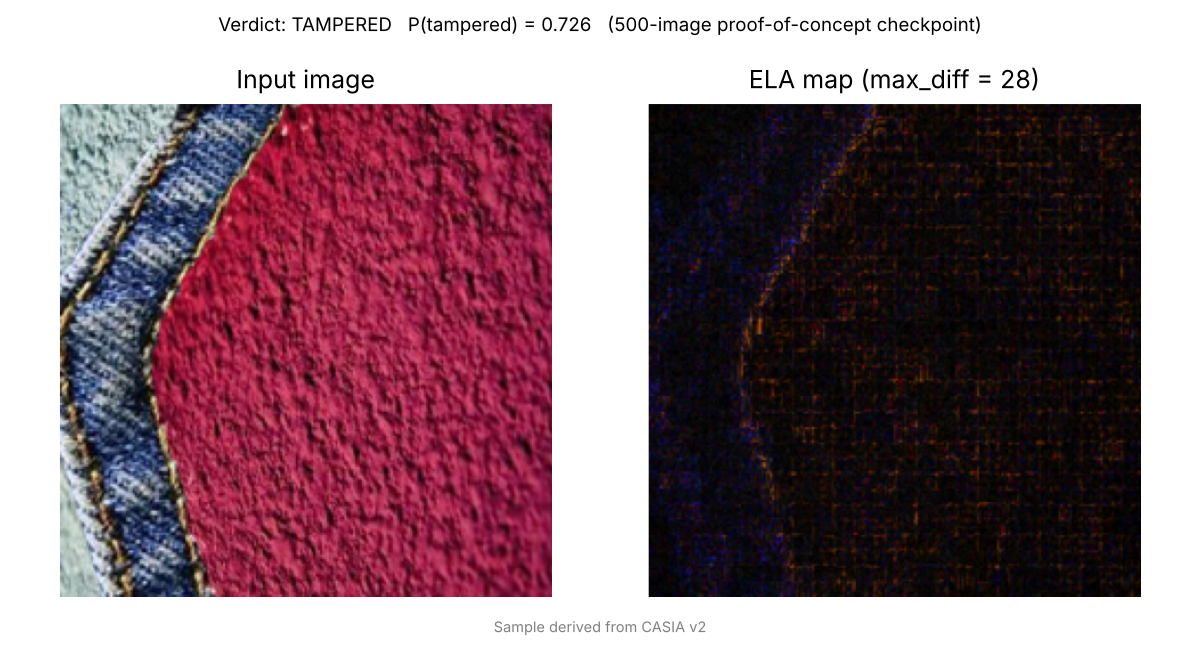 Verdict: TAMPERED P(tampered) = 0.726 (500-image proof-of-concept checkpoint)
Input image
ELA map (max_diff = 28)
Sample derived from CASIA v2